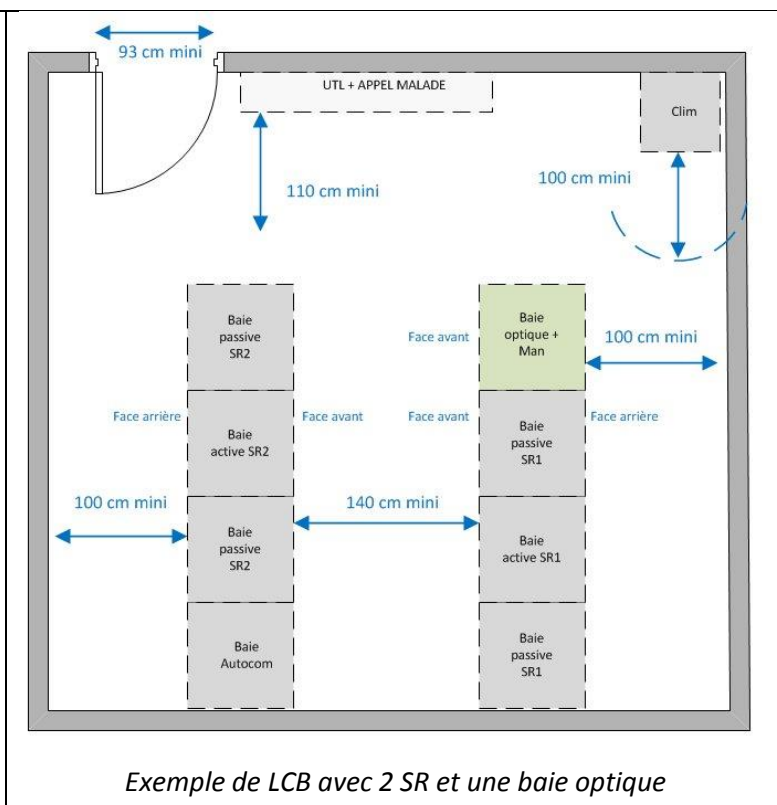 93 cm mini
UTL + APPEL MALADE
Clim
110 cm mini
100 cm mini
Baie
passive
SR2
Face avant
Baie
optique +
Man
100 cm mini
Face arrière
Baie
active SR2
Face avant
Face avant
Baie
passive
SR1
Face arrière
100 cm mini
Baie
passive
SR2
140 cm mini
Baie
active SR1
Baie
Autocom
Baie
passive
SR1
Exemple de LCB avec 2 SR et une baie optique